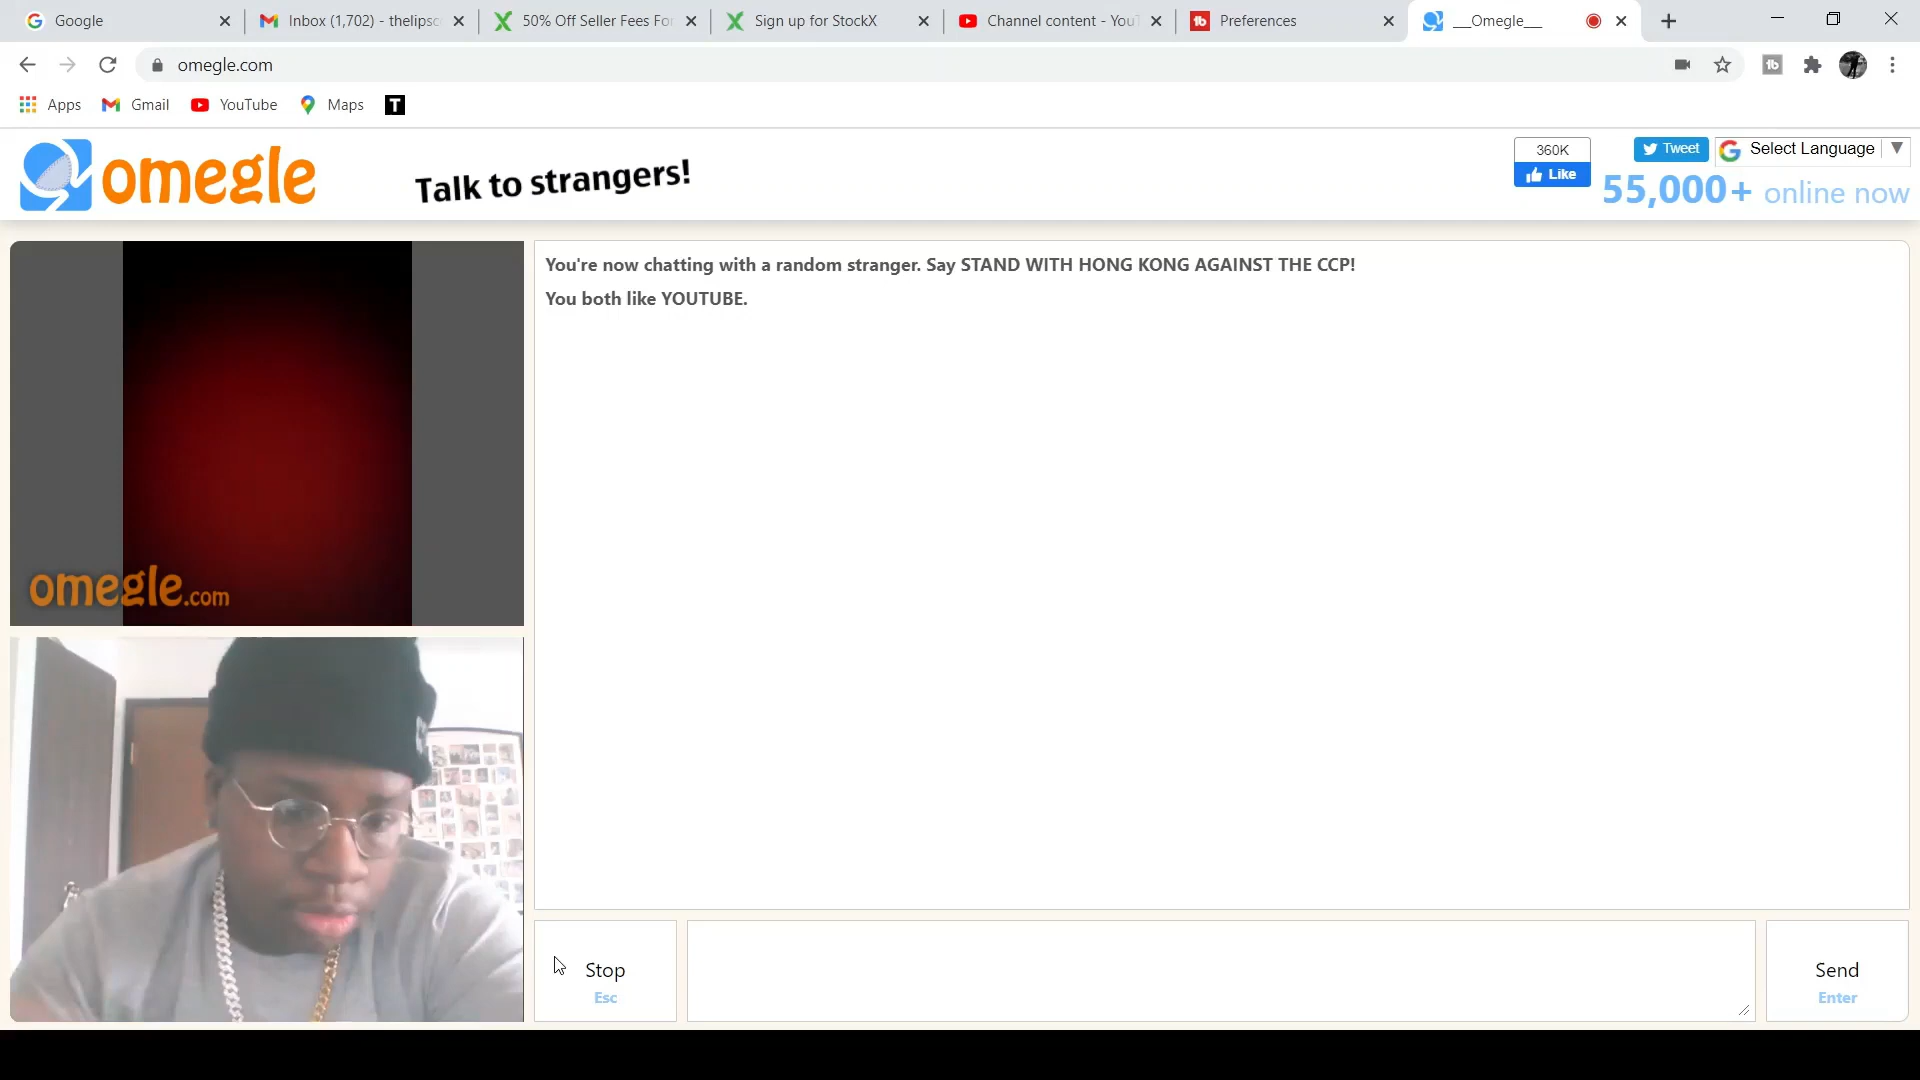 Google
Inbox (1,702) - thelipsc
50% Off Seller Fees For
Sign up for StockX
Channel content - YouT
Preferences
__Omegle__
omegle.com
Apps
Gmail
YouTube
Maps
T
omegle
Talk to strangers!
360K
Like
Tweet
Select Language
55,000+ online now
You're now chatting with a random stranger. Say STAND WITH HONG KONG AGAINST THE CCP!
You both like YOUTUBE.
omegle.com
Stop
Esc
Send
Enter